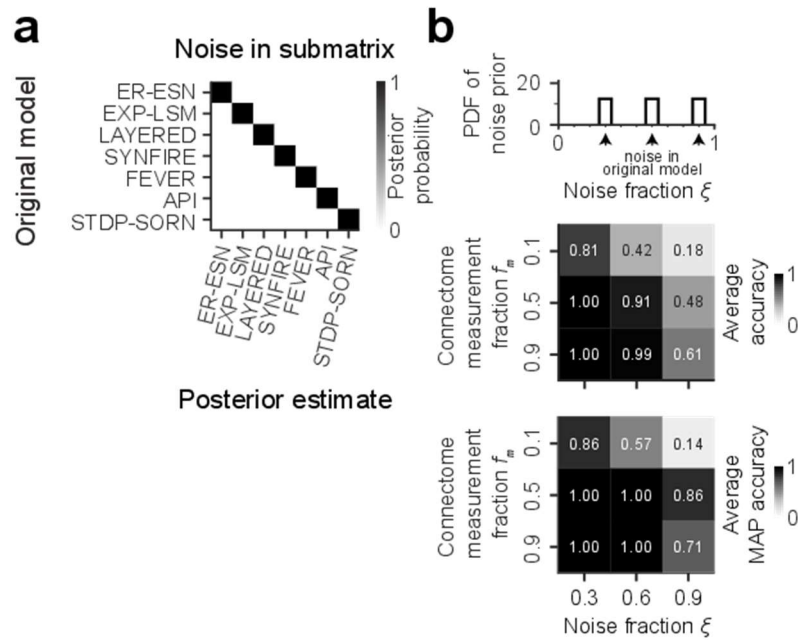 a
Noise in submatrix
Original model
ER-ESN
EXP-LSM
LAYERED
SYNFIRE
FEVER
API
STDP-SORN
1
0
Posterior
probability
ER-ESN
EXP-LSM
LAYERED
SYNFIRE
FEVER
API
STDP-SORN
Posterior estimate
b
PDF of
noise prior
20
0
0
1
noise in
original model
Noise fraction ξ
Connectome
measurement
fraction fm
0.1
0.5
0.9
0.81 0.42 0.18
1.00 0.91 0.48
1.00 0.99 0.61
Average
accuracy
1
0
Connectome
measurement
fraction fm
0.1
0.5
0.9
0.86 0.57 0.14
1.00 1.00 0.86
1.00 1.00 0.71
Average
MAP accuracy
1
0
0.3 0.6 0.9
Noise fraction ξ